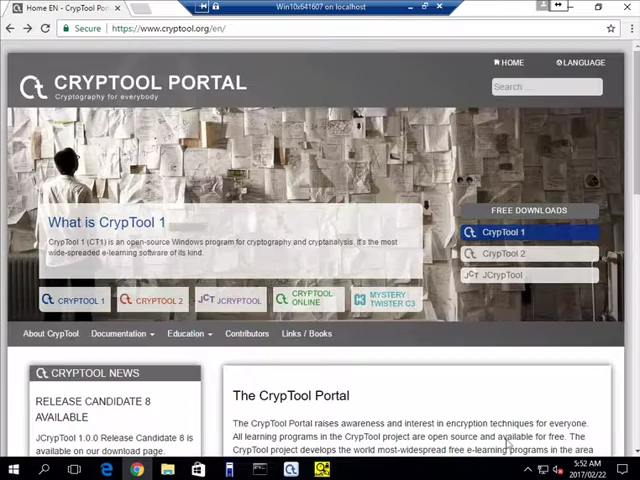 Home EN - CrypTool Por
Win10x641607 on localhost
Secure
https://www.cryptool.org/en/
HOME
LANGUAGE
CRYPTOOL PORTAL
Cryptography for everybody
Search ...
What is CrypTool 1
CrypTool 1 (CT1) is an open-source Windows program for cryptography and cryptanalysis. It's the most
wide-spreaded e-learning software of its kind.
FREE DOWNLOADS
CrypTool 1
CrypTool 2
JCrypTool
CRYPTOOL 1
CRYPTOOL 2
JCRYPTOOL
CRYPTOOL
ONLINE
MYSTERY
TWISTER C3
About CrypTool
Documentation
Education
Contributors
Links / Books
CRYPTOOL NEWS
RELEASE CANDIDATE 8
AVAILABLE
JCrypTool 1.0.0 Release Candidate 8 is
available on our download page.
The CrypTool Portal
The CrypTool Portal raises awareness and interest in encryption techniques for everyone.
All learning programs in the CrypTool project are open source and available for free. The
CrypTool project develops the world most-widespread free e-learning programs in the area
5:52 AM
2017/02/22